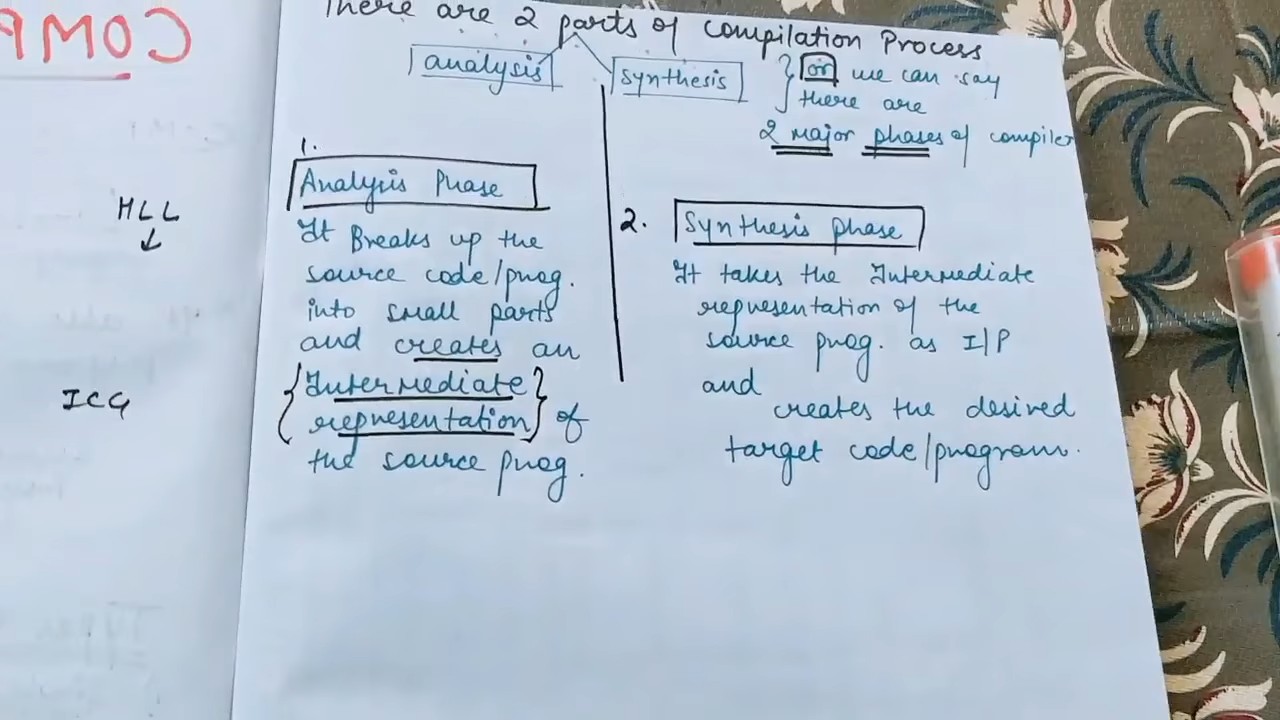 There are 2 parts of Compilation Process
analysis
synthesis
or we can say
there are
2 major phases of compiler
1.
Analysis Phase
It Breaks up the
source code/prog.
into small parts
and creates an
{Intermediate
representation} of
the source prog.
2.
Synthesis phase
It takes the Intermediate
representation of the
source prog. as I/P
and
creates the desired
target code/program.
HLL
↓
ICG
COMP